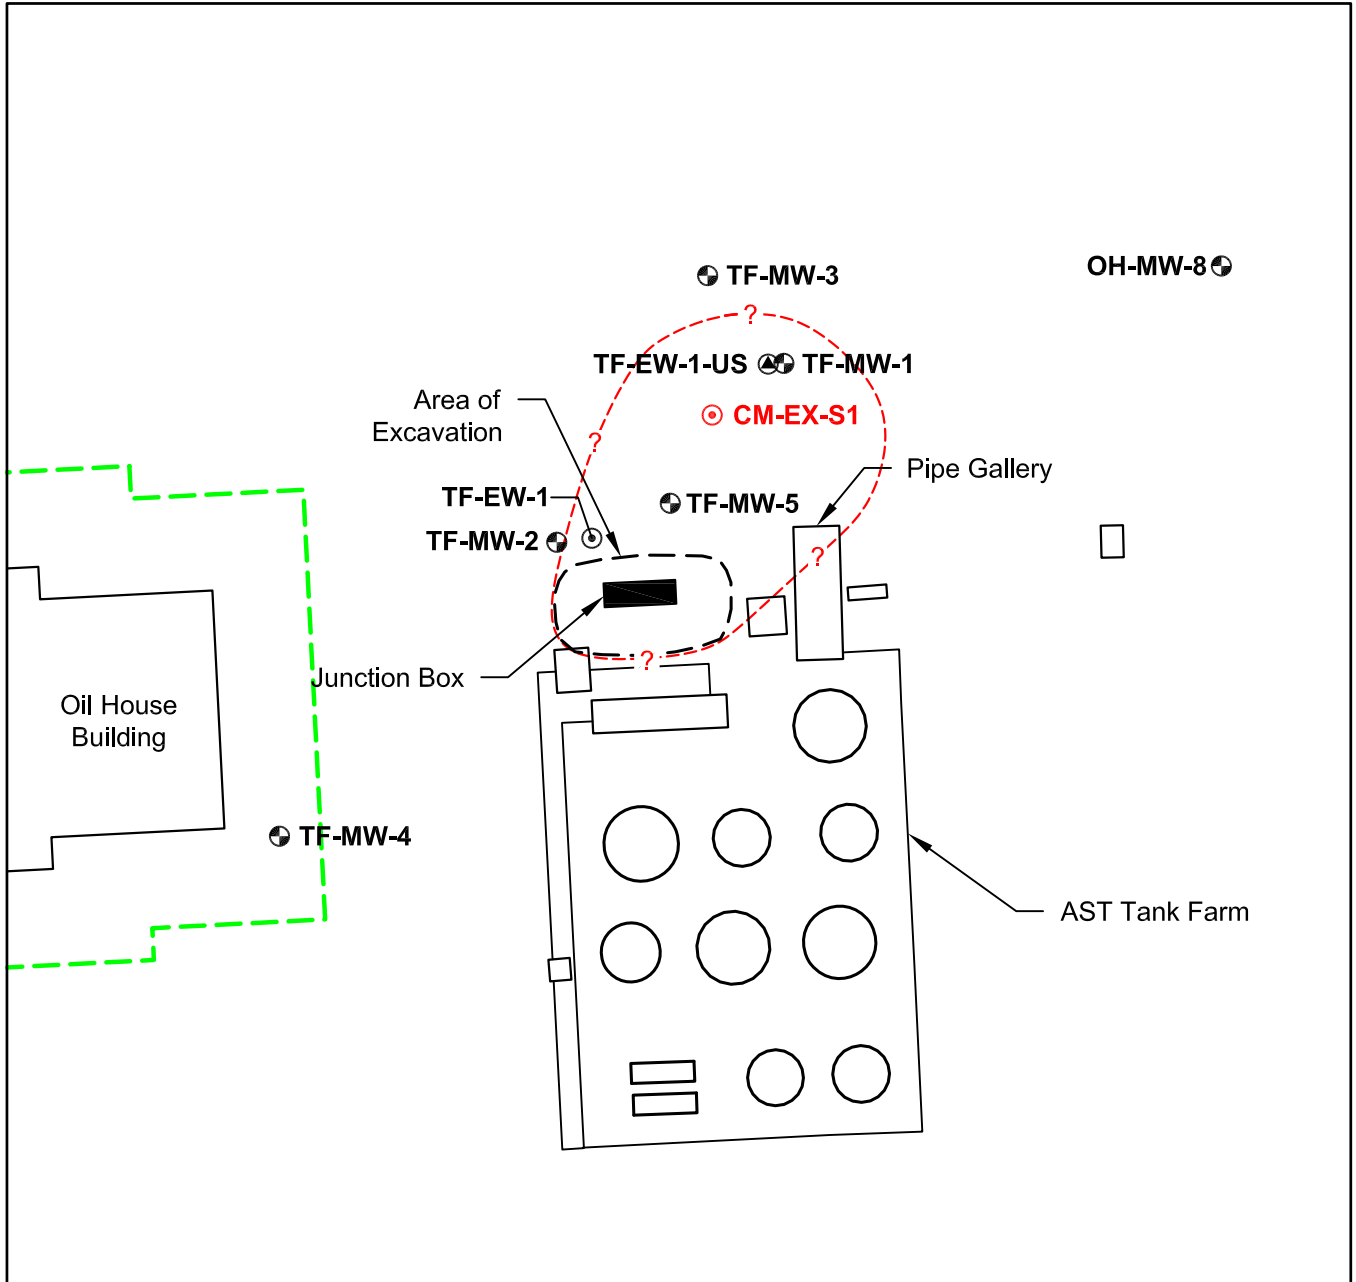 TF-MW-3
OH-MW-8
?
TF-EW-1-US
TF-MW-1
Area of
Excavation
CM-EX-S1
?
Pipe Gallery
TF-EW-1
TF-MW-5
TF-MW-2
?
?
Junction Box
Oil House
Building
TF-MW-4
AST Tank Farm